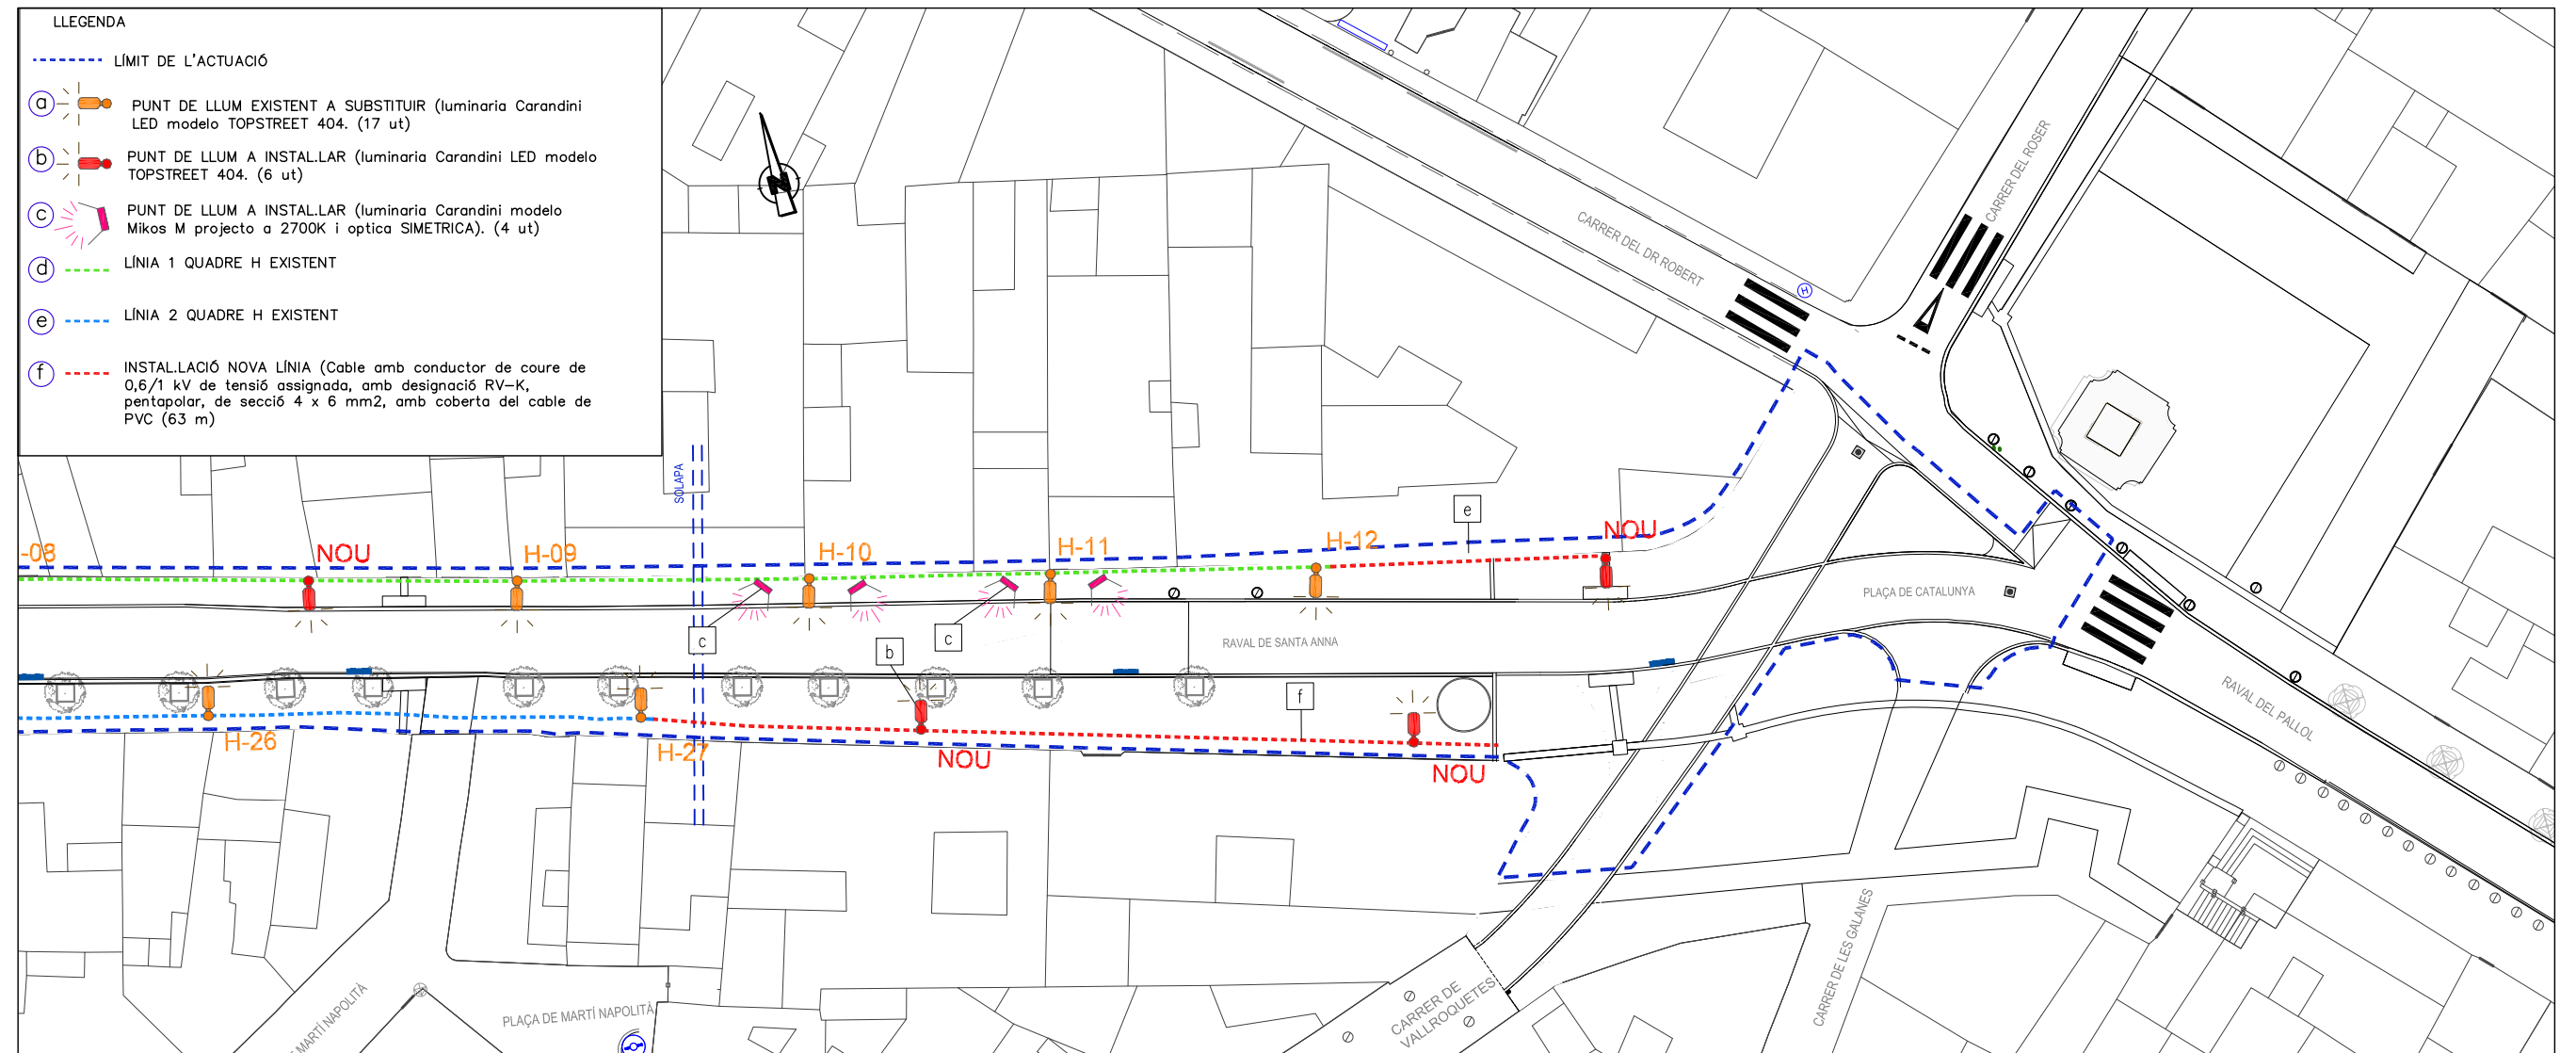 LLEGENDA
LÍMIT DE L'ACTUACIÓ
a
PUNT DE LLUM EXISTENT A SUBSTITUIR (luminaria Carandini
LED modelo TOPSTREET 404. (17 ut)
b
PUNT DE LLUM A INSTAL.LAR (luminaria Carandini LED modelo
TOPSTREET 404. (6 ut)
c
PUNT DE LLUM A INSTAL.LAR (luminaria Carandini modelo
Mikos M projecto a 2700K i optica SIMETRICA). (4 ut)
d
LÍNIA 1 QUADRE H EXISTENT
e
LÍNIA 2 QUADRE H EXISTENT
f
INSTAL.LACIÓ NOVA LÍNIA (Cable amb conductor de coure de
0,6/1 kV de tensió assignada, amb designació RV-K,
pentapolar, de secció 4 x 6 mm2, amb coberta del cable de
PVC (63 m)
N
CARRER DEL ROSER
CARRER DEL DR ROBERT
H
SOLAPA
e
-08
NOU
H-09
H-10
H-11
H-12
NOU
PLAÇA DE CATALUNYA
c
c
b
RAVAL DE SANTA ANNA
f
H-26
H-27
NOU
NOU
RAVAL DEL PALLOL
MARTÍ NAPOLITÀ
PLAÇA DE MARTÍ NAPOLITÀ
CARRER DE
VALLROQUETES
CARRER DE LES GALANES